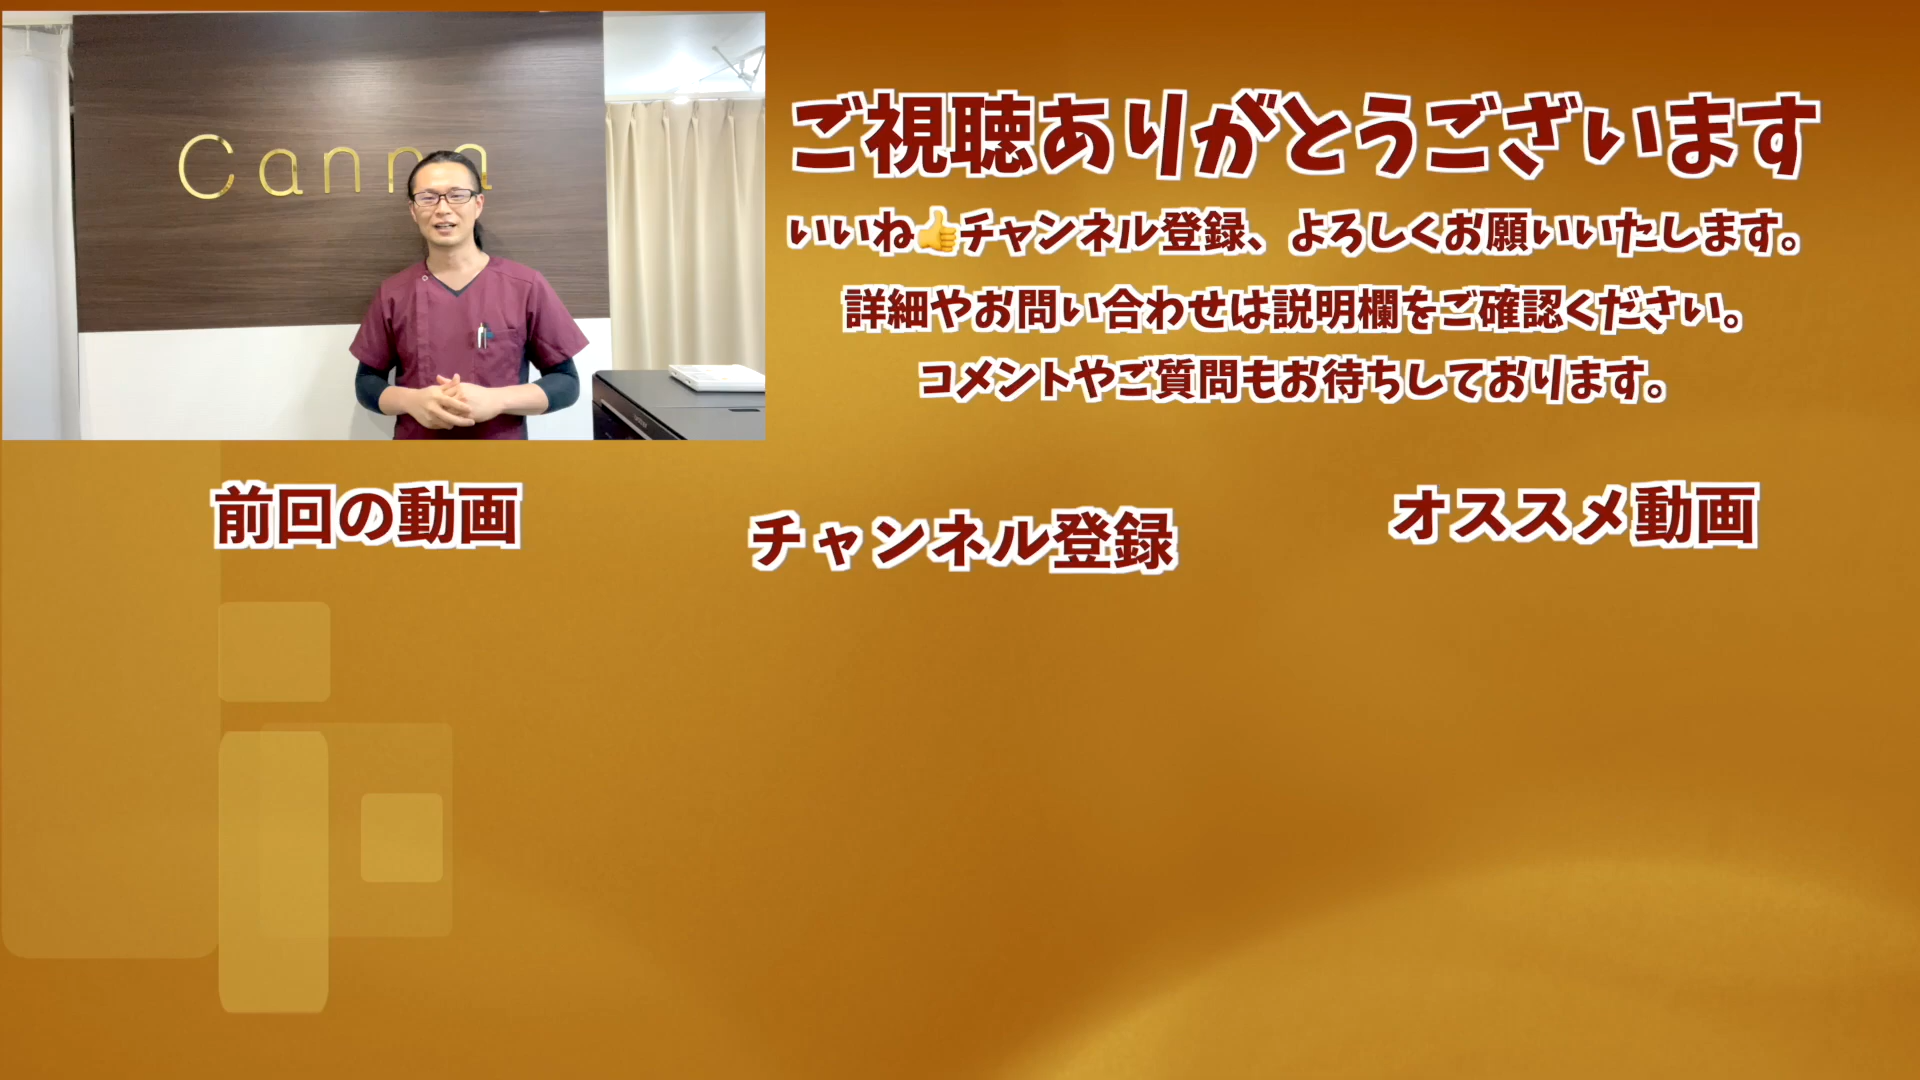 Canna
ご視聴ありがとうございます
いいね👍チャンネル登録、よろしくお願いいたします。
詳細やお問い合わせは説明欄をご確認ください。
コメントやご質問もお待ちしております。
前回の動画
チャンネル登録
オススメ動画